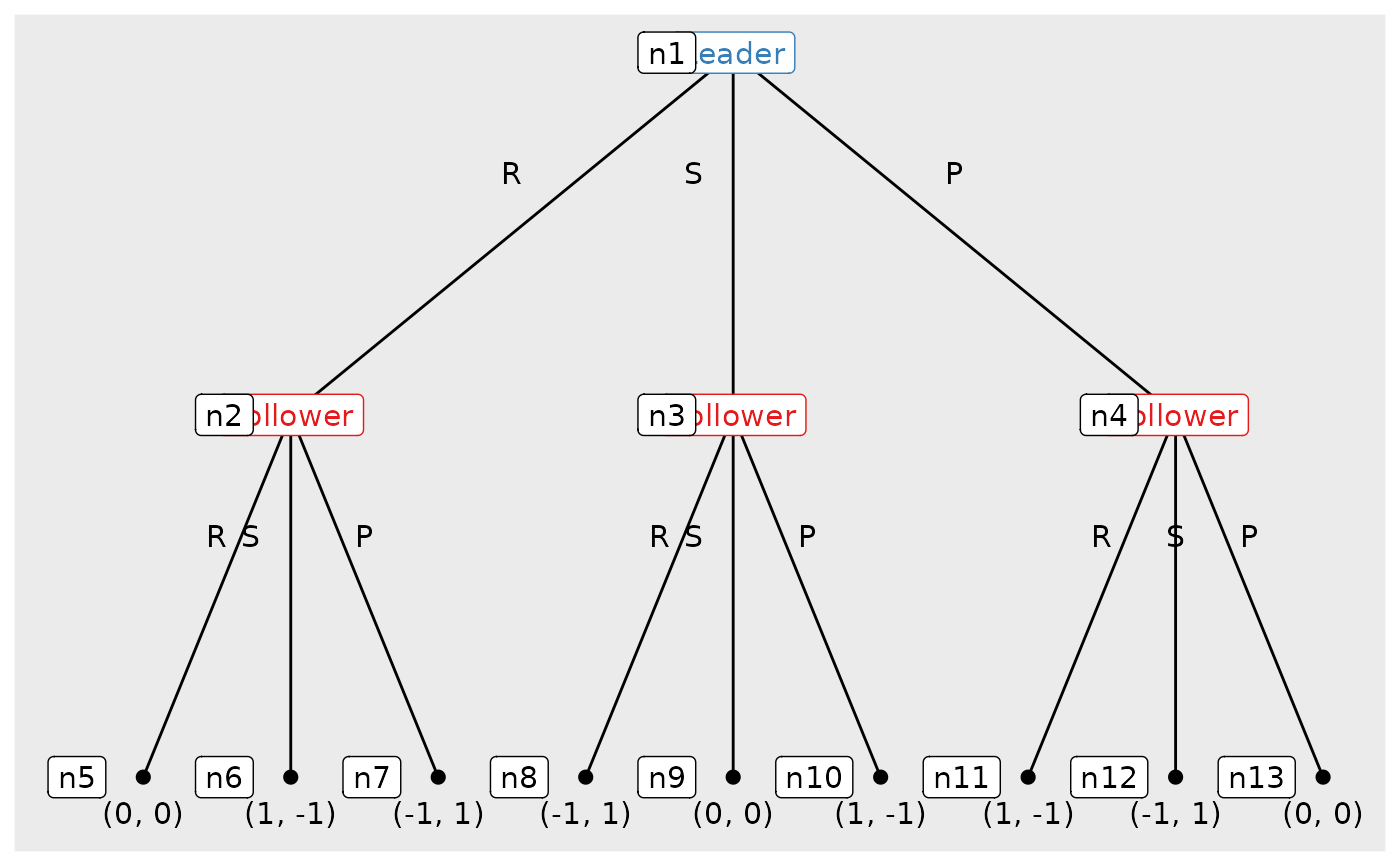 n1 Leader
R S P
n2 ollower n3 ollower n4 ollower
R S P R S P R S P
n5 n6 n7 n8 n9 n10 n11 n12 n13
(0, 0) (1, -1) (-1, 1) (-1, 1) (0, 0) (1, -1) (1, -1) (-1, 1) (0, 0)